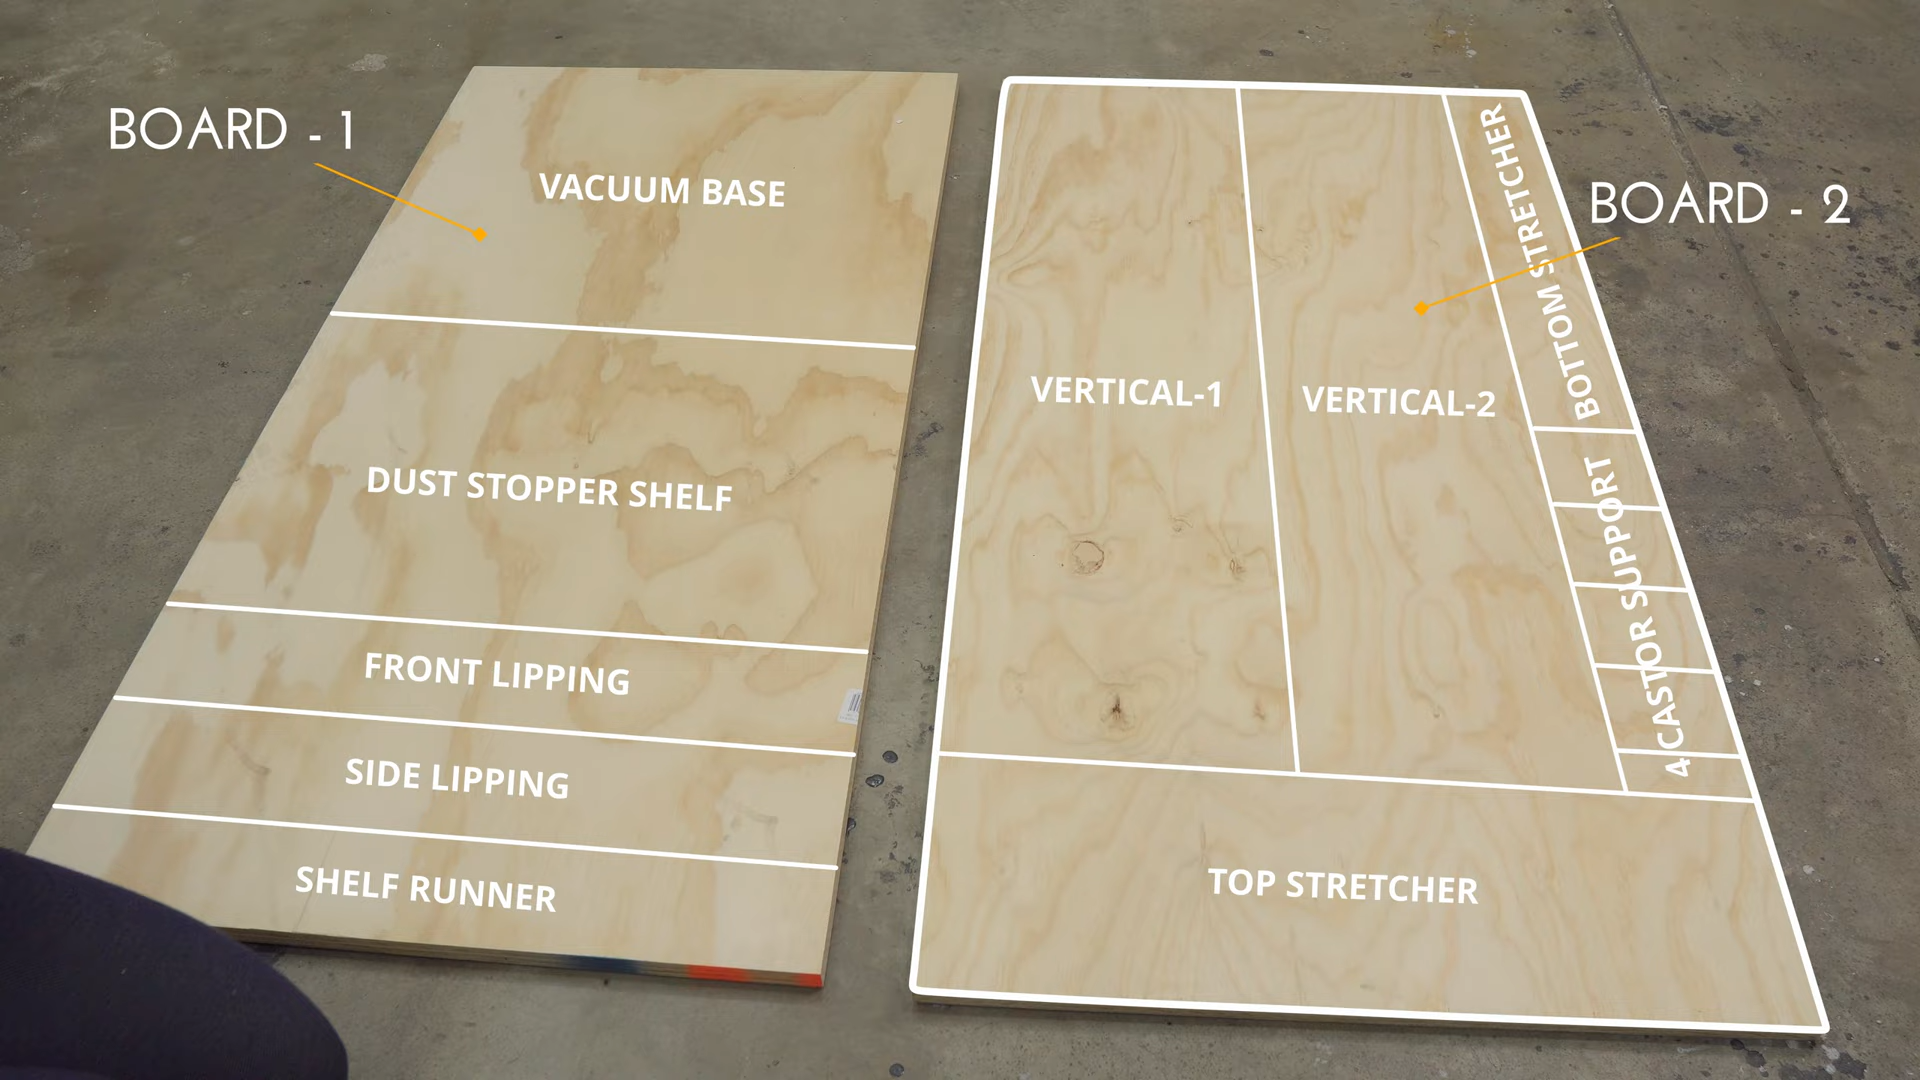 BOARD - 1
VACUUM BASE
DUST STOPPER SHELF
FRONT LIPPING
SIDE LIPPING
SHELF RUNNER
BOARD - 2
VERTICAL-1
VERTICAL-2
BOTTOM STRETCHER
4 CASTOR SUPPORT
TOP STRETCHER